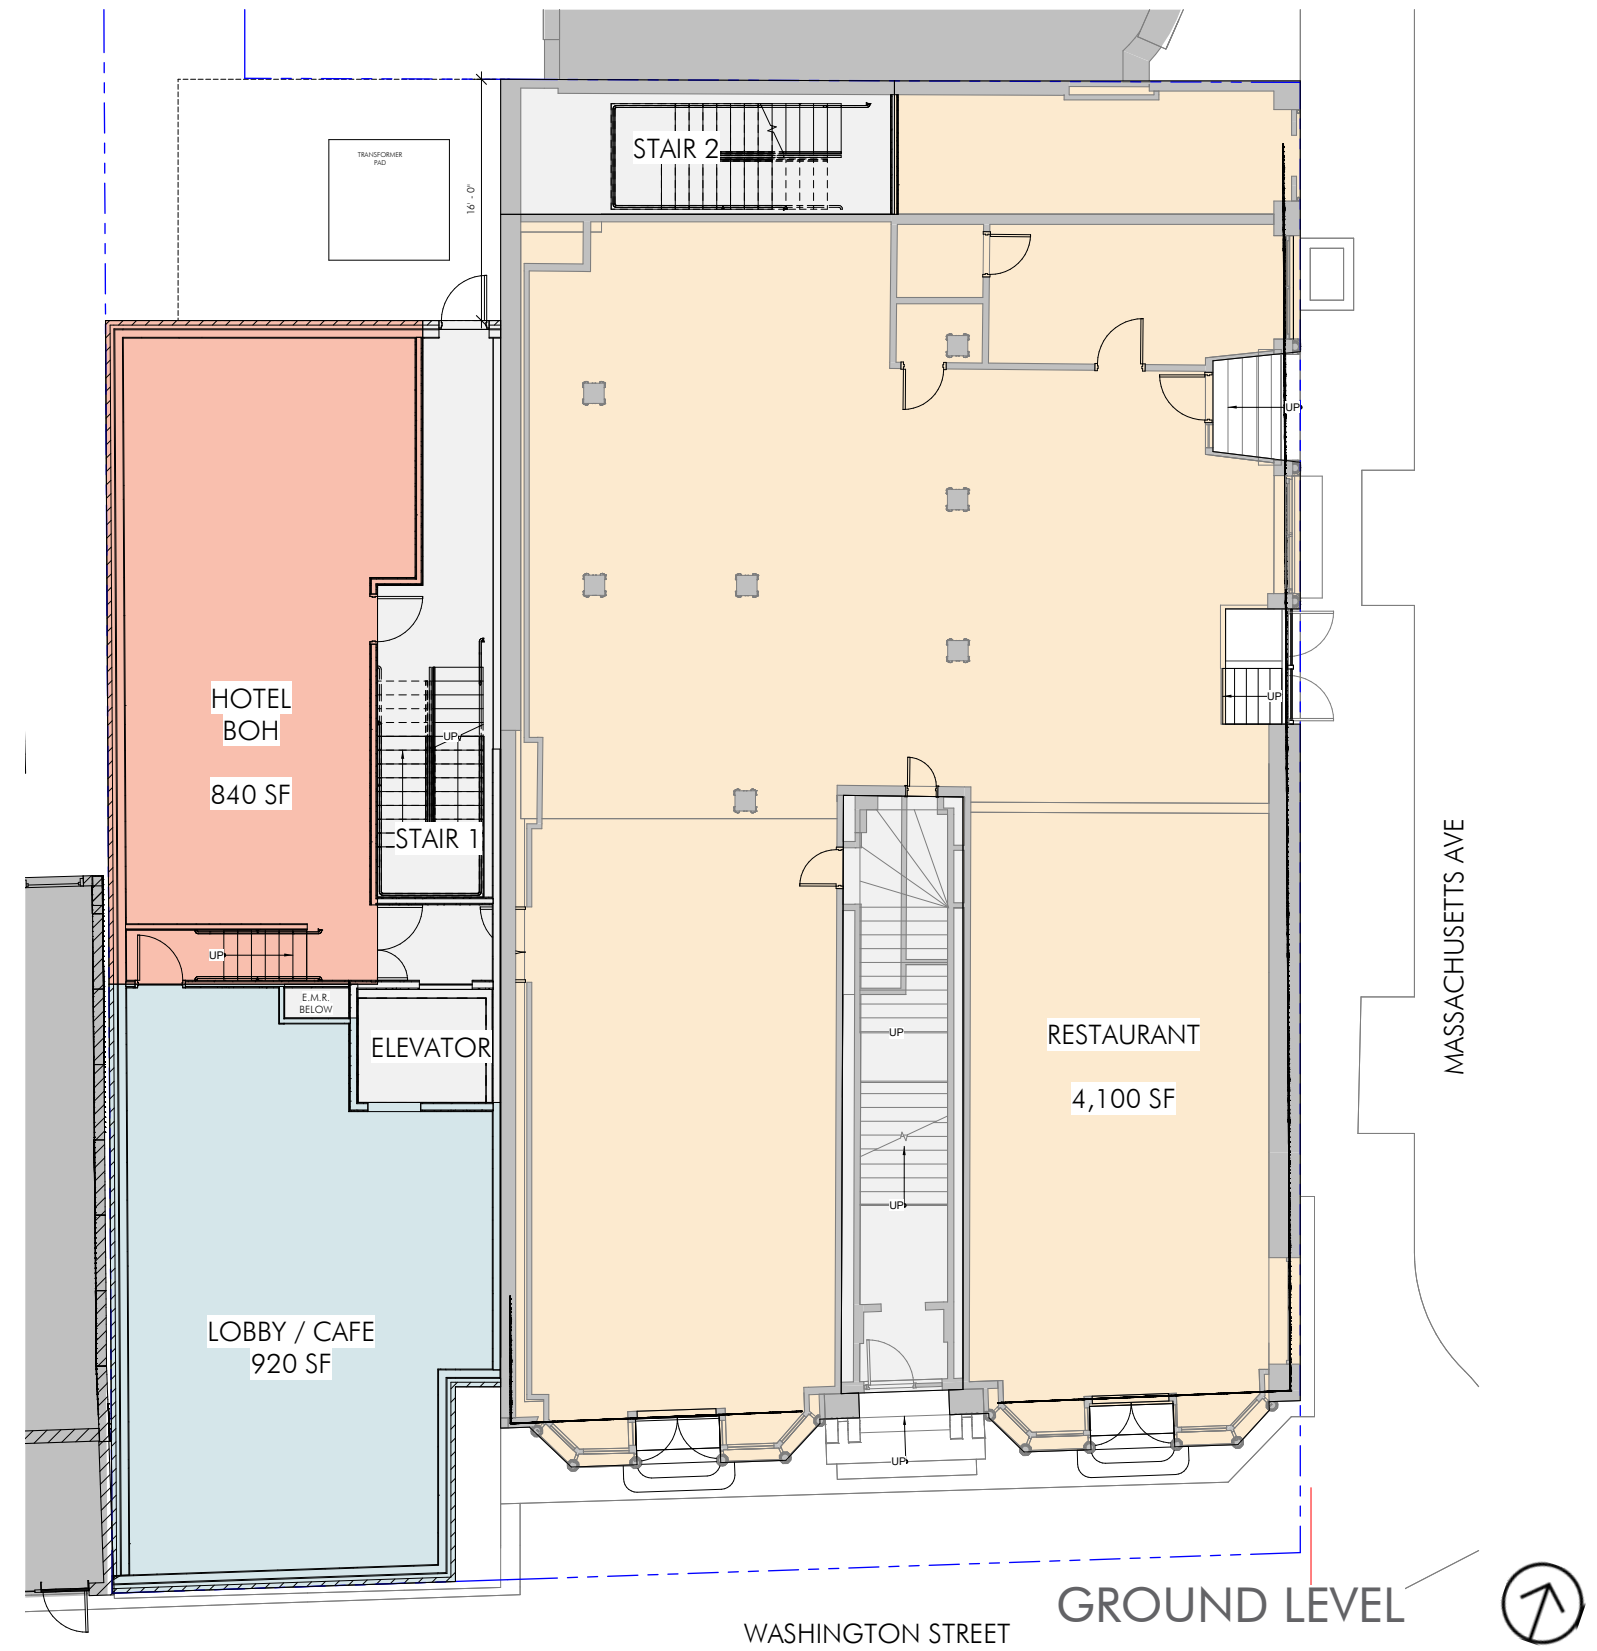 STAIR 2
TRANSFORMER
PAD
16' - 0"
UP
HOTEL
BOH
840 SF
UP
UP
STAIR 1
MASSACHUSETTS AVE
UP
E.M.R.
BELOW
ELEVATOR
UP
RESTAURANT
4,100 SF
UP
LOBBY / CAFE
920 SF
UP
GROUND LEVEL
WASHINGTON STREET